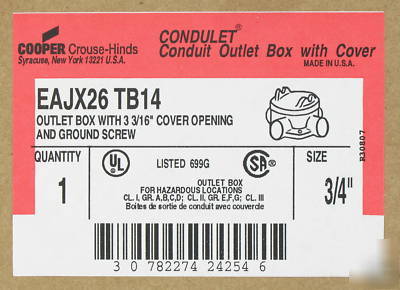 COOPER Crouse-Hinds
Syracuse, New York 13221 U.S.A.
CONDULET®
Conduit Outlet Box with Cover
MADE IN U.S.A.
EAJX26 TB14
OUTLET BOX WITH 3 3/16" COVER OPENING
AND GROUND SCREW
QUANTITY
1
UL
LISTED 699G
SA
OUTLET BOX
FOR HAZARDOUS LOCATIONS
CL. I, GR. A,B,C,D; CL. II, GR. E,F,G; CL. III
Boîtes de sortie de conduit avec couvercle
SIZE
3/4"
R30807
3 0 782274 24254 6